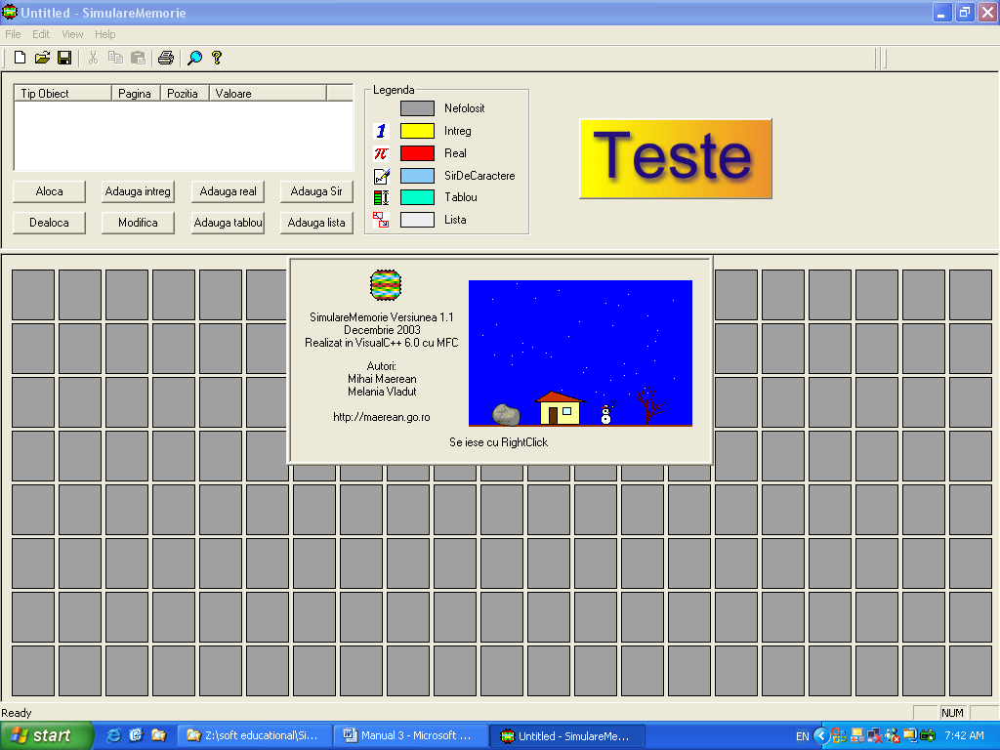 Untitled - SimulareMemorie
File Edit View Help
Tip Obiect Pagina Pozitia Valoare
Legenda
Nefolosit
1 Intreg
π Real
SirDeCaractere
Tablou
Lista
Teste
Aloca Adauga intreg Adauga real Adauga Sir
Dealoca Modifica Adauga tablou Adauga lista
SimulareMemorie Versiunea 1.1
Decembrie 2003
Realizat in VisualC++ 6.0 cu MFC
Autori:
Mihai Maerean
Melania Vladut
http://maerean.go.ro
Se iese cu RightClick
Ready NUM
start Z:\soft educational\Si... Manual 3 - Microsoft ... Untitled - SimulareMe... EN 7:42 AM